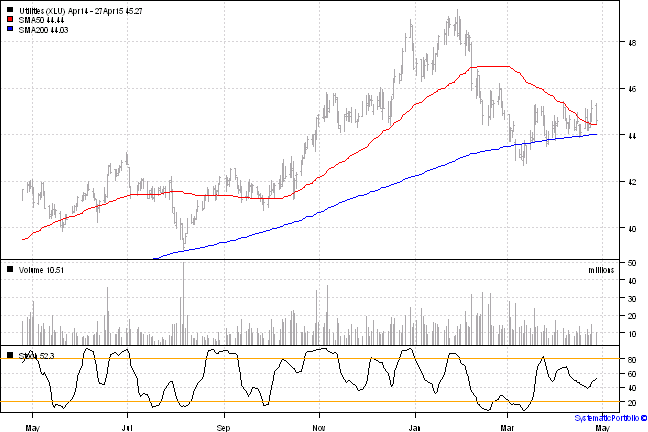 Utilities (XLU) Apr14 - 27Apr15 45.27
SMA50 44.44
SMA200 44.03
48
46
44
42
40
Volume 10.51
millions
50
40
30
20
10
Stoch 52.3
80
60
40
20
May Jul Sep Nov Jan Mar May
SystematicPortfolio ©